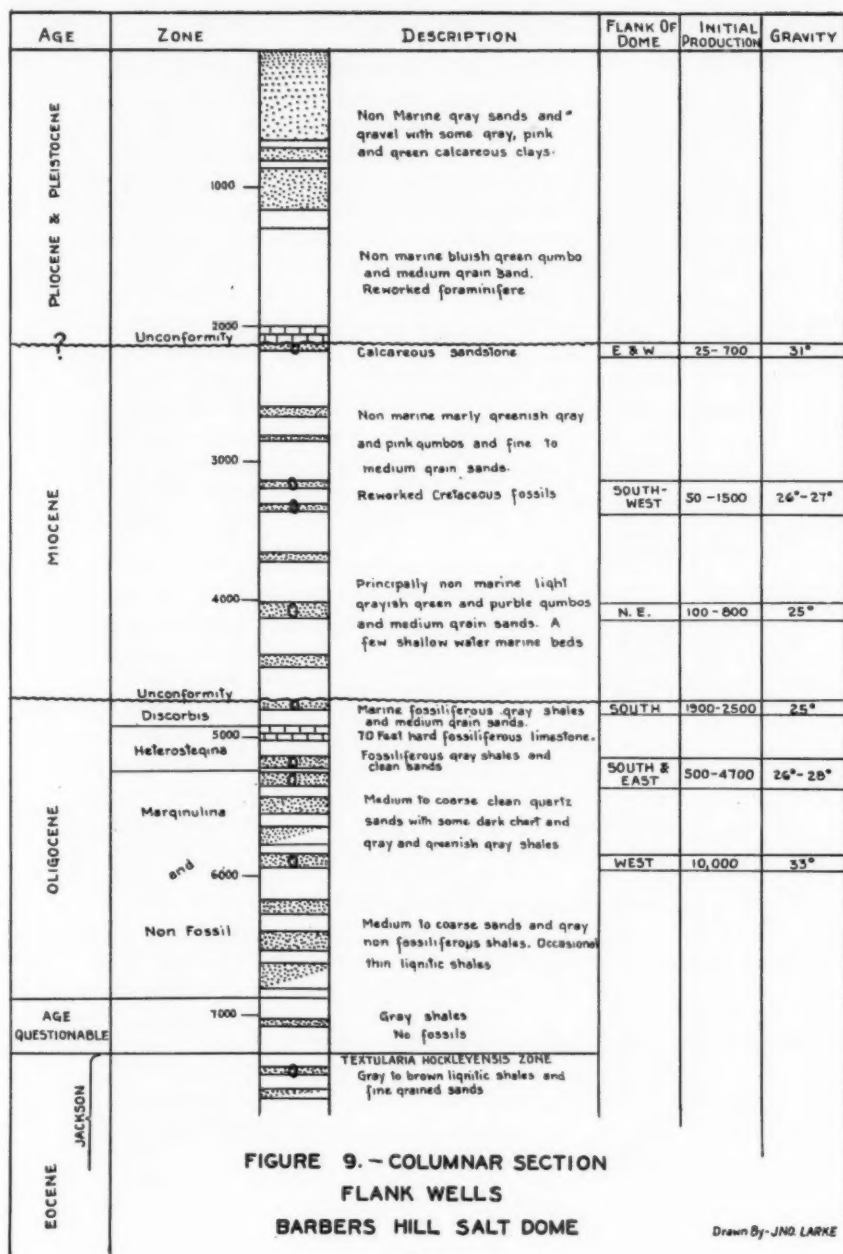 AGE ZONE DESCRIPTION FLANK OF DOME INITIAL PRODUCTION GRAVITY
PLIOCENE & PLEISTOCENE
Non Marine gray sands and
gravel with some gray, pink
and green calcareous clays.
1000
Non marine bluish green gumbo
and medium grain sand.
Reworked foraminifere
2000
Unconformity
?
Calcareous sandstone E & W 25-700 31°
MIOCENE
Non marine marly greenish gray
and pink gumbos and fine to
3000
medium grain sands.
Reworked Cretaceous fossils SOUTH-WEST 50-1500 26°-27°
Principally non marine light
4000
grayish green and purble gumbos N.E. 100-800 25°
and medium grain sands. A
few shallow water marine beds
Unconformity
OLIGOCENE
Discorbis
Marine fossiliferous gray shales SOUTH 1900-2500 25°
and medium grain sands.
5000
70 Feet hard fossiliferous limestone.
Heterostegina
Fossiliferous gray shales and
clean sands SOUTH & EAST 500-4700 26°-28°
Marginulina
and
Non Fossil
Medium to coarse clean quartz
sands with some dark chert and
gray and greenish gray shales
WEST 10,000 33°
6000
Medium to coarse sands and gray
non fossiliferous shales. Occasional
thin lignitic shales
AGE QUESTIONABLE
7000
Gray shales
No fossils
EOCENE
JACKSON
TEXTULARIA HOCKLEYENSIS ZONE
Gray to brown lignitic shales and
fine grained sands
FIGURE 9. - COLUMNAR SECTION
FLANK WELLS
BARBERS HILL SALT DOME
Drawn By-JNO. LARKE